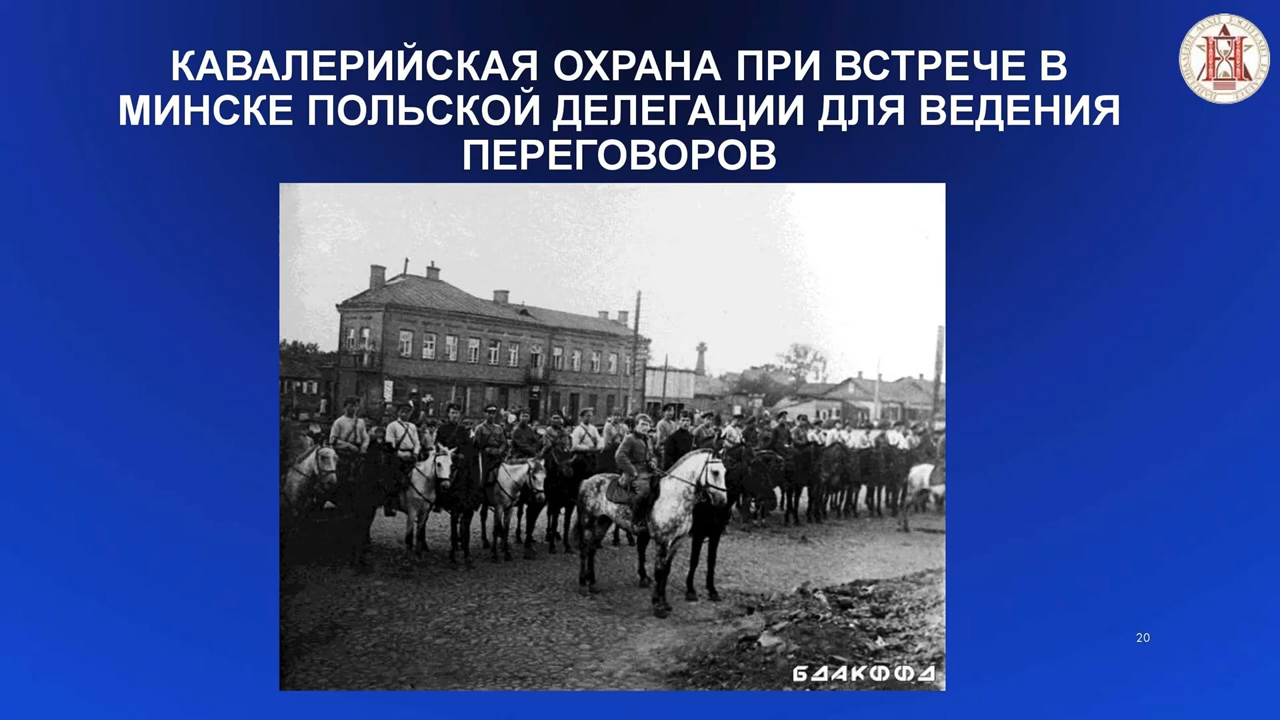 КАВАЛЕРИЙСКАЯ ОХРАНА ПРИ ВСТРЕЧЕ В
МИНСКЕ ПОЛЬСКОЙ ДЕЛЕГАЦИИ ДЛЯ ВЕДЕНИЯ
ПЕРЕГОВОРОВ
20
БДАКФФД